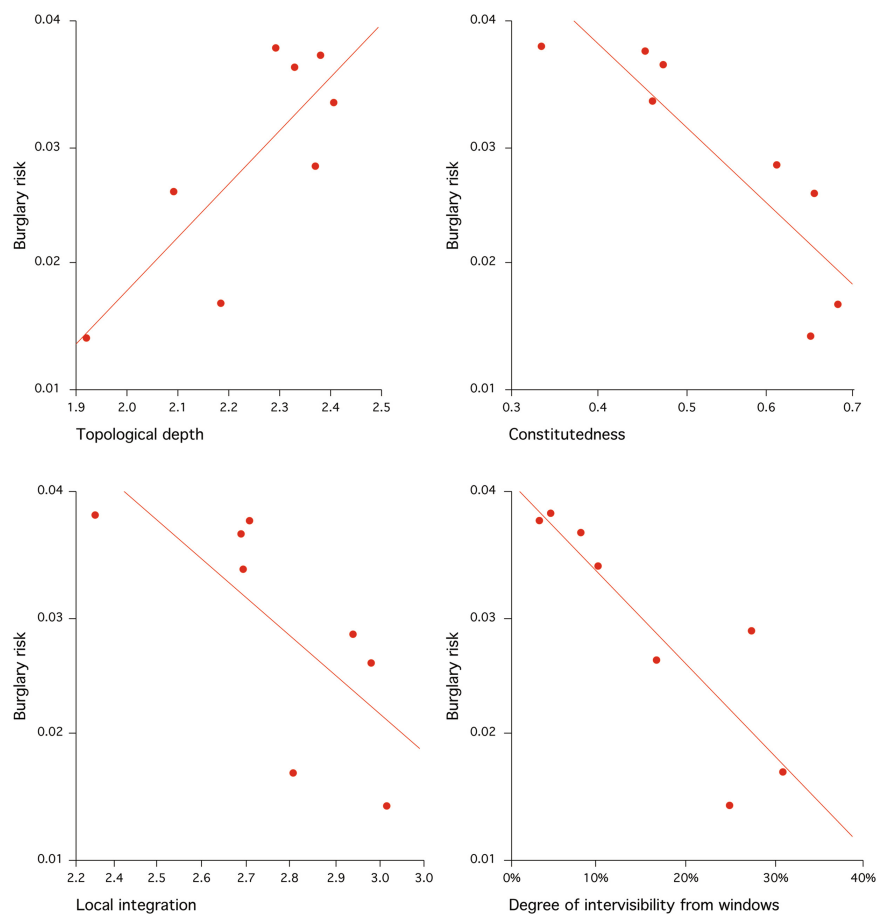 0.04
0.03
0.02
0.01
Burglary risk
1.9 2.0 2.1 2.2 2.3 2.4 2.5
Topological depth
0.04
0.03
0.02
0.01
Burglary risk
0.3 0.4 0.5 0.6 0.7
Constitutedness
0.04
0.03
0.02
0.01
Burglary risk
2.2 2.4 2.5 2.6 2.7 2.8 2.9 3.0 3.0
Local integration
0.04
0.03
0.02
0.01
Burglary risk
0% 10% 20% 30% 40%
Degree of intervisibility from windows